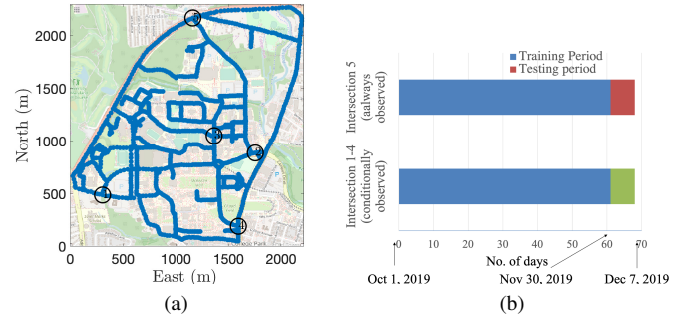 2000
1500
1000
500
0
North (m)
0
500
1000
1500
2000
East (m)
(a)
Training Period
Testing period
Intersection 5
(aalways
observed)
Intersection 1-4
(conditionally
observed)
0 10 20 30 40 50 60 70
No. of days
Oct 1, 2019
Nov 30, 2019
Dec 7, 2019
(b)